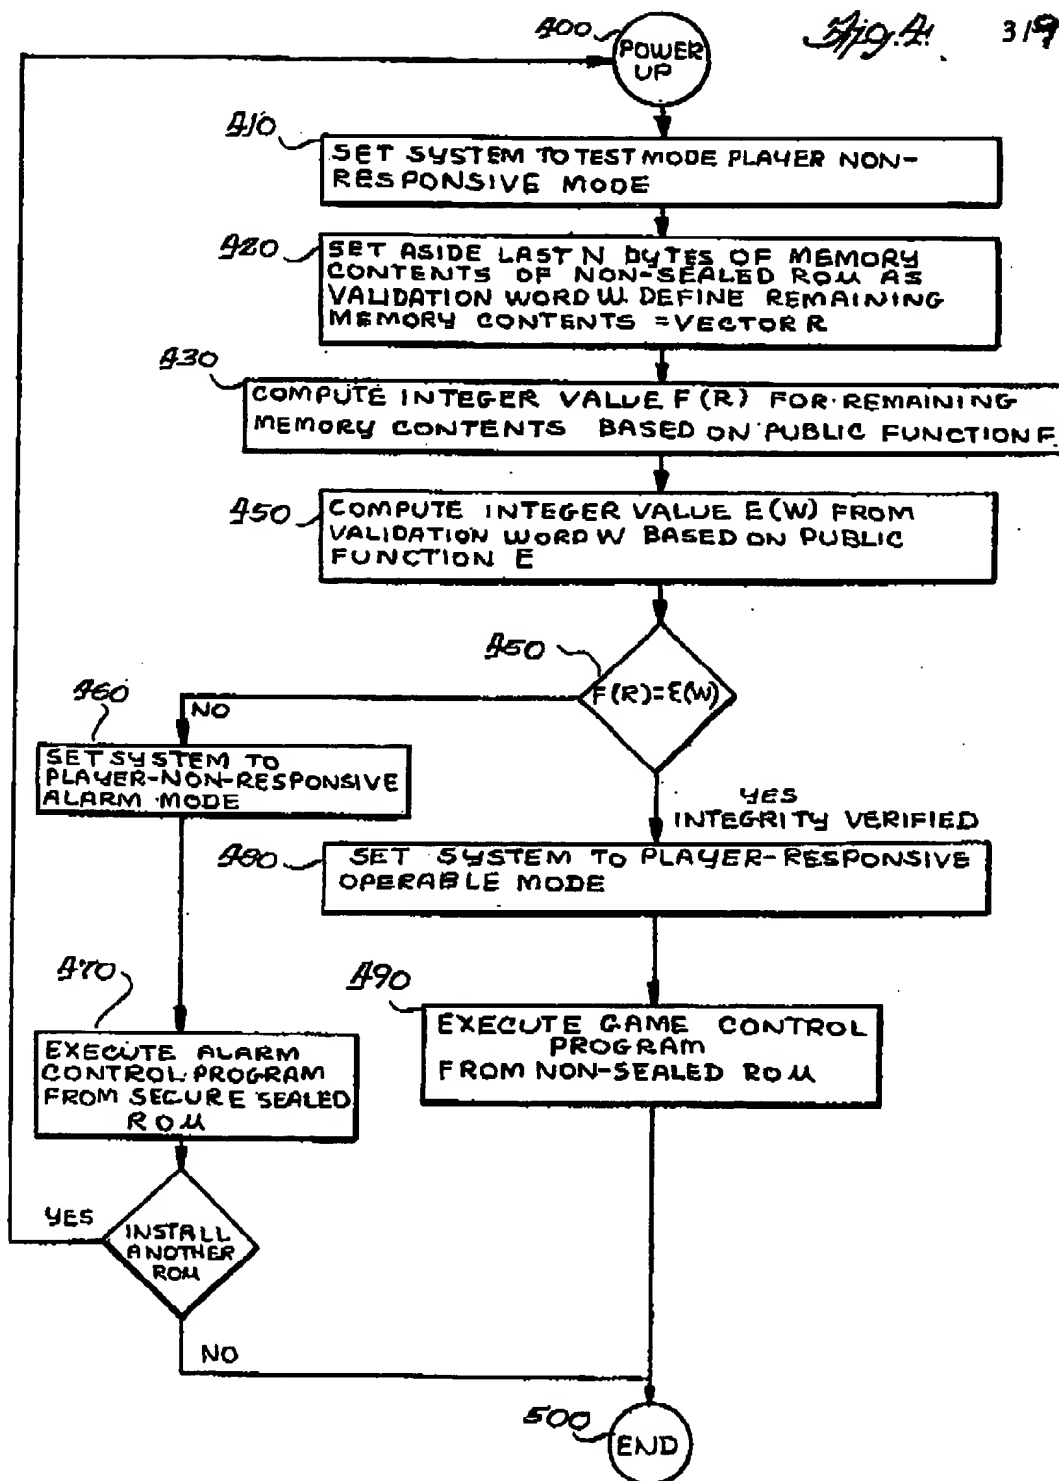 Fig. 4. 3/9
400
POWER
UP
410
SET SYSTEM TO TEST MODE PLAYER NON-
RESPONSIVE MODE
420
SET ASIDE LAST N BYTES OF MEMORY
CONTENTS OF NON-SEALED ROM AS
VALIDATION WORD W. DEFINE REMAINING
MEMORY CONTENTS = VECTOR R
430
COMPUTE INTEGER VALUE F(R) FOR REMAINING
MEMORY CONTENTS BASED ON PUBLIC FUNCTION F.
450
COMPUTE INTEGER VALUE E(W) FROM
VALIDATION WORD W BASED ON PUBLIC
FUNCTION E
450
F(R)=E(W)
460
NO
SET SYSTEM TO
PLAYER-NON-RESPONSIVE
ALARM MODE
YES
INTEGRITY VERIFIED
480
SET SYSTEM TO PLAYER-RESPONSIVE
OPERABLE MODE
470
EXECUTE ALARM
CONTROL PROGRAM
FROM SECURE SEALED
ROM
490
EXECUTE GAME CONTROL
PROGRAM
FROM NON-SEALED ROM
YES
INSTALL
ANOTHER
ROM
NO
500
END